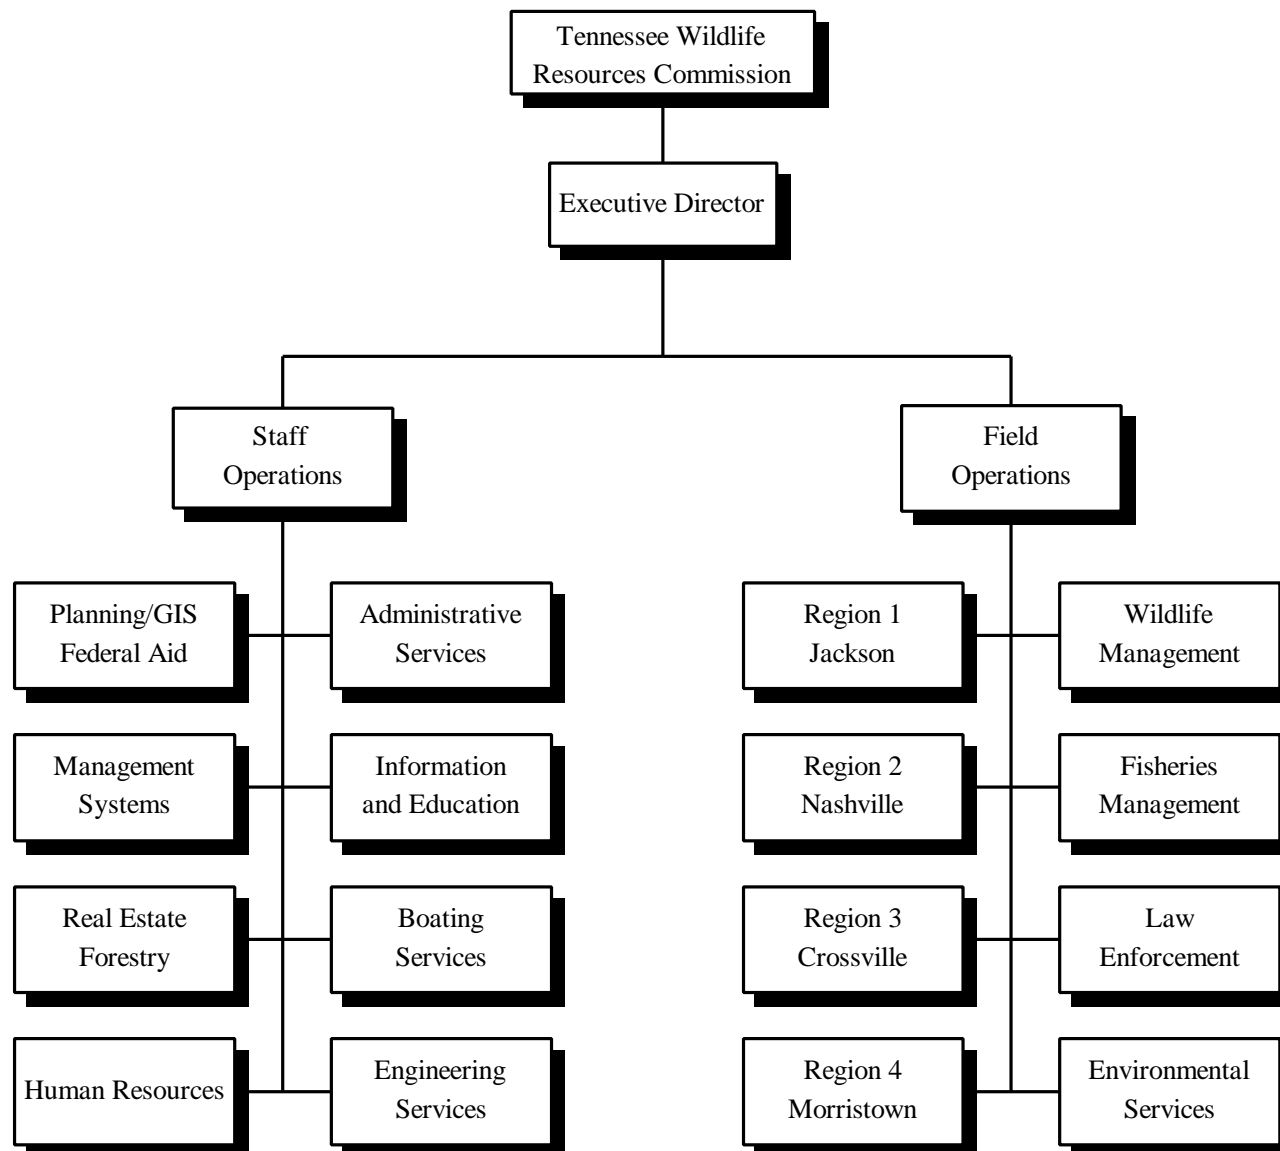 Tennessee Wildlife
Resources Commission
Executive Director
Staff
Operations
Field
Operations
Planning/GIS
Federal Aid
Administrative
Services
Region 1
Jackson
Wildlife
Management
Management
Systems
Information
and Education
Region 2
Nashville
Fisheries
Management
Real Estate
Forestry
Boating
Services
Region 3
Crossville
Law
Enforcement
Human Resources
Engineering
Services
Region 4
Morristown
Environmental
Services